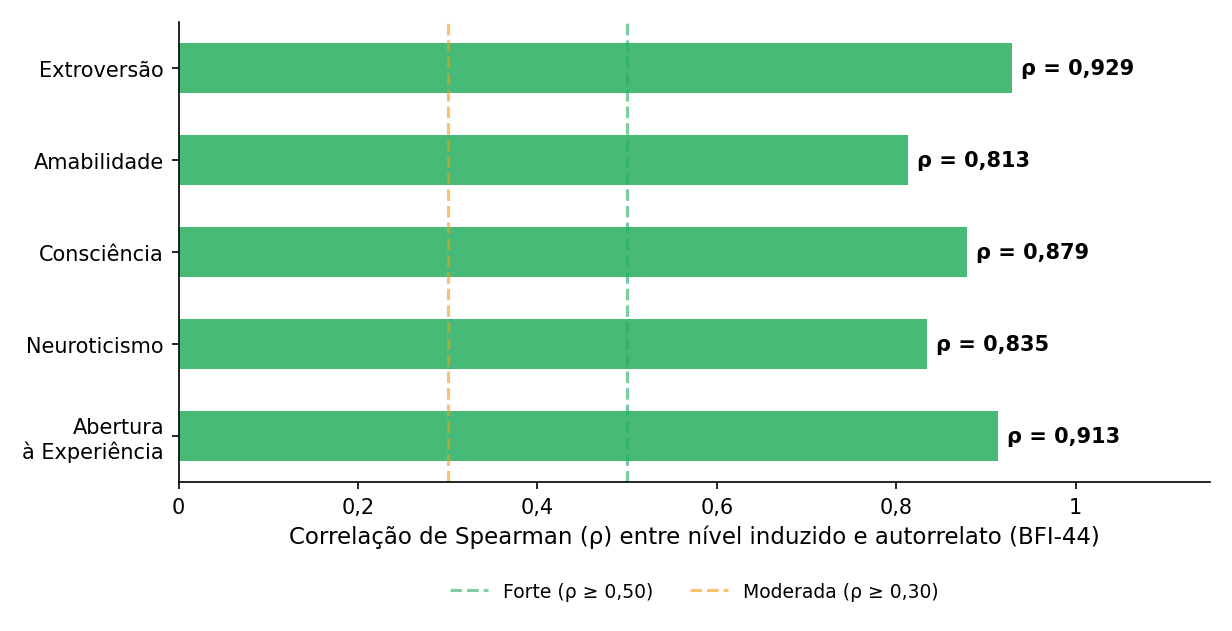 Extroversão
ρ = 0,929
Amabilidade
ρ = 0,813
Consciência
ρ = 0,879
Neuroticismo
ρ = 0,835
Abertura
à Experiência
ρ = 0,913
0 0,2 0,4 0,6 0,8 1
Correlação de Spearman (ρ) entre nível induzido e autorrelato (BFI-44)
Forte (ρ ≥ 0,50) Moderada (ρ ≥ 0,30)